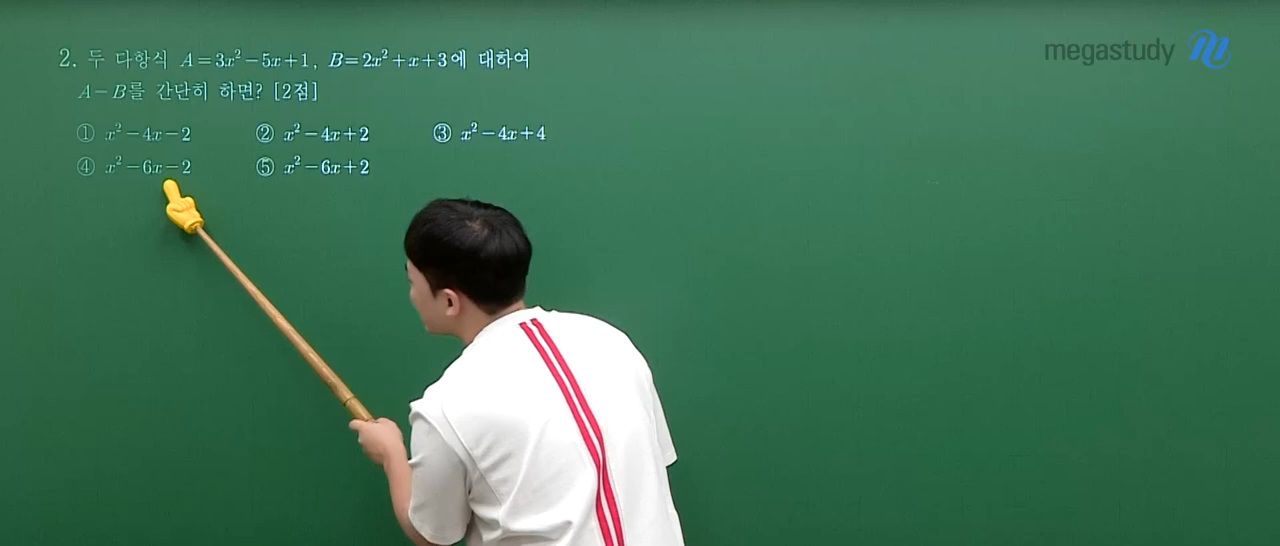 megastudy
2. 두 다항식 A=3x²-5x+1, B=2x²+x+3에 대하여
A-B를 간단히 하면? [2점]
① x²-4x-2 ② x²-4x+2 ③ x²-4x+4
④ x²-6x-2 ⑤ x²-6x+2